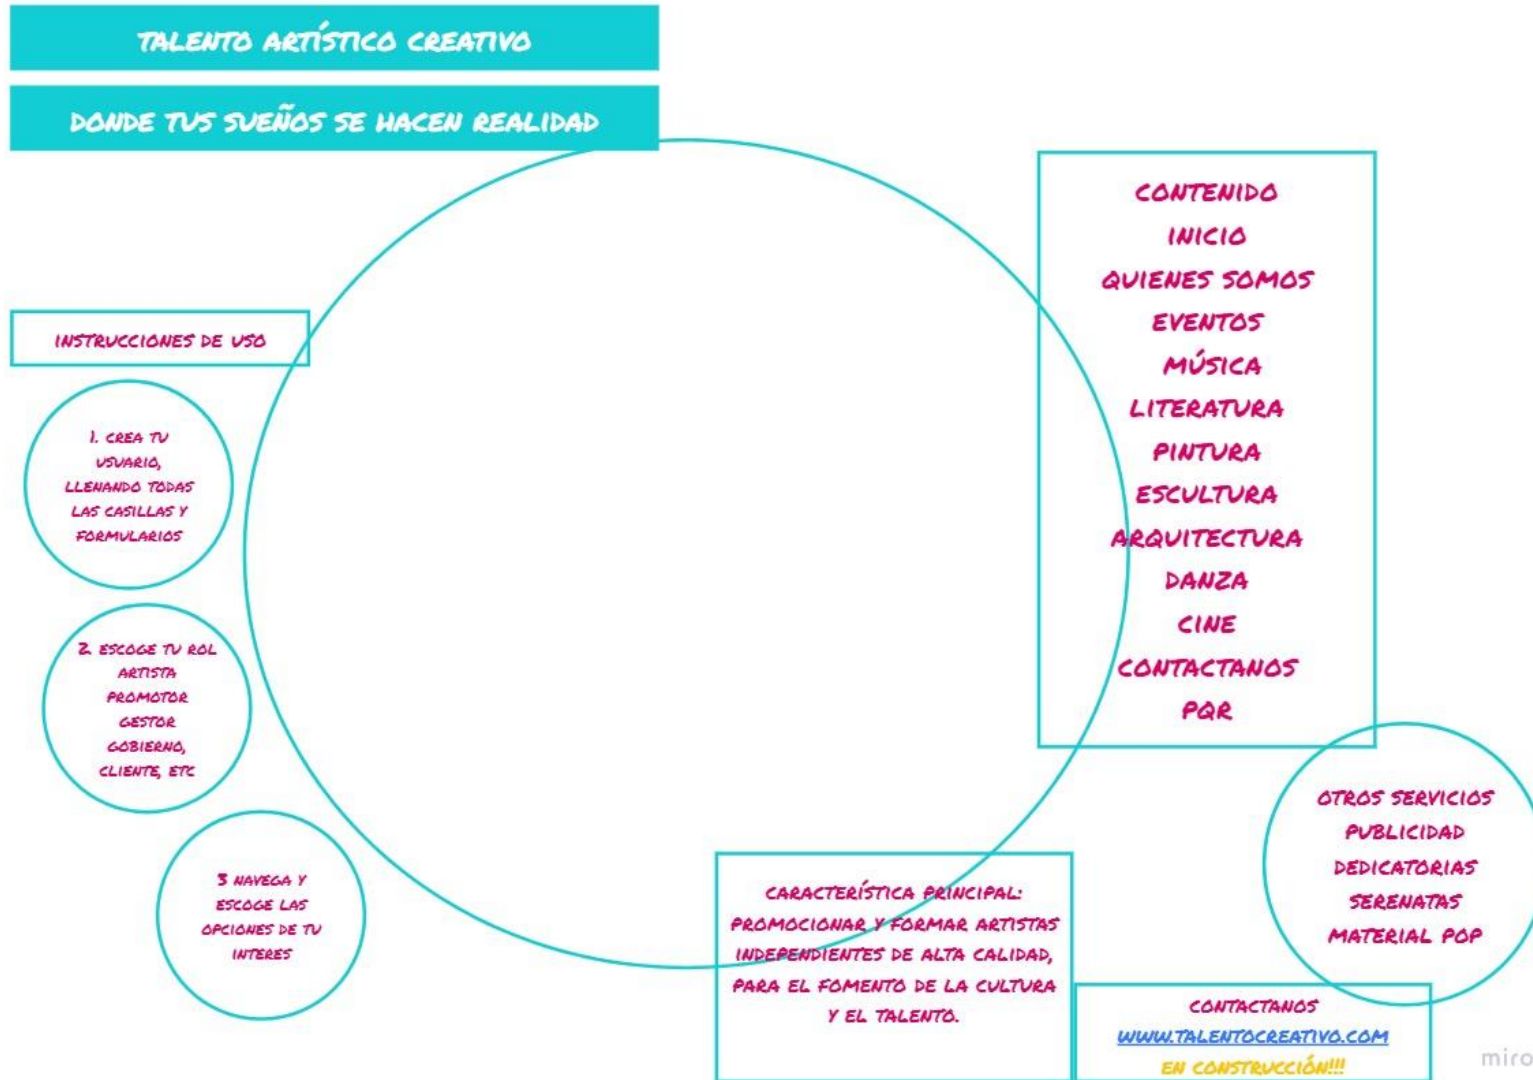 TALENTO ARTÍSTICO CREATIVO
DONDE TUS SUEÑOS SE HACEN REALIDAD
INSTRUCCIONES DE USO
1. CREA TU
USUARIO,
LLENANDO TODAS
LAS CASILLAS Y
FORMULARIOS
2. ESCOGE TU ROL
ARTISTA
PROMOTOR
GESTOR
GOBIERNO,
CLIENTE, ETC
3 NAVEGA Y
ESCOGE LAS
OPCIONES DE TU
INTERES
CONTENIDO
INICIO
QUIENES SOMOS
EVENTOS
MÚSICA
LITERATURA
PINTURA
ESCULTURA
ARQUITECTURA
DANZA
CINE
CONTACTANOS
PQR
OTROS SERVICIOS
PUBLICIDAD
DEDICATORIAS
SERENATAS
MATERIAL POP
CARACTERÍSTICA PRINCIPAL:
PROMOCIONAR Y FORMAR ARTISTAS
INDEPENDIENTES DE ALTA CALIDAD,
PARA EL FOMENTO DE LA CULTURA
Y EL TALENTO.
CONTACTANOS
WWW.TALENTOCREATIVO.COM
EN CONSTRUCCIÓN!!!
miro